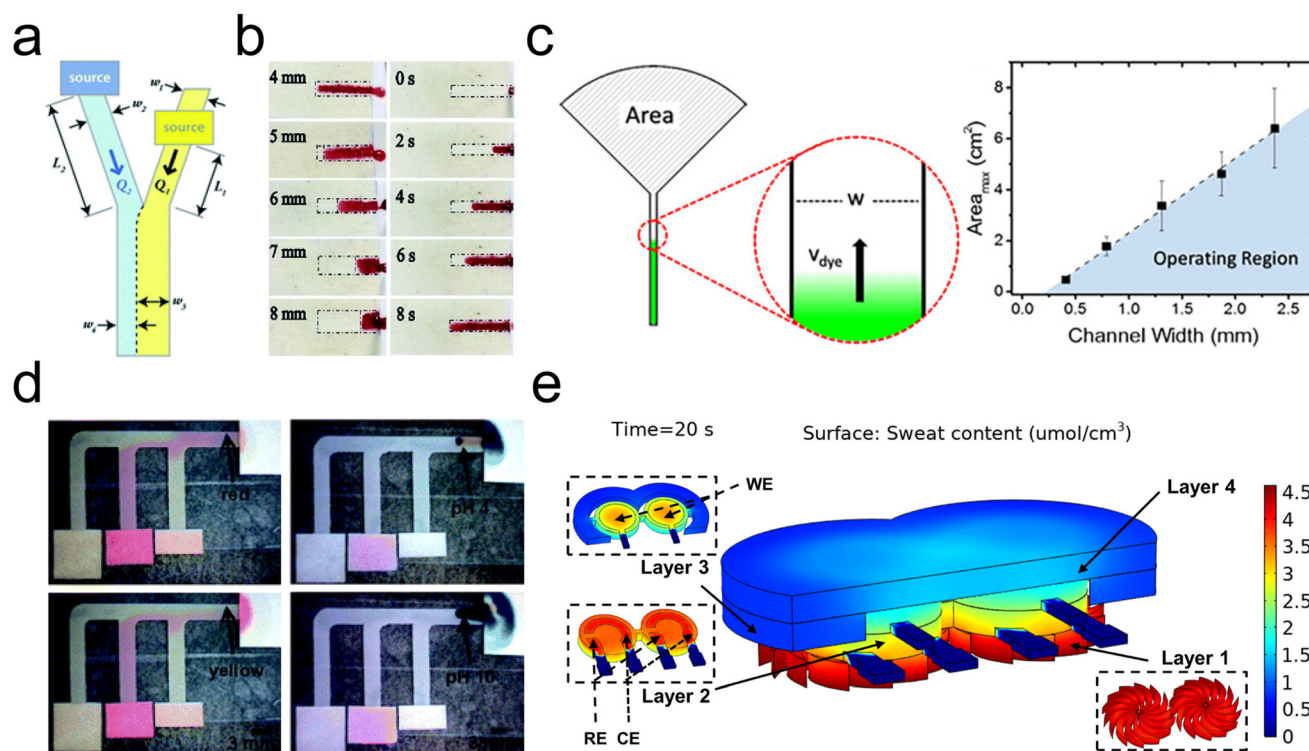 a
source
w₁
w₂
source
L₂
Q₂
Q₁
L₁
w₃
w₄
b
4 mm
0 s
5 mm
2 s
6 mm
4 s
7 mm
6 s
8 mm
8 s
c
Area
w
V_dye
Area_max (cm²)
8
6
4
2
0
Operating Region
0.0 0.5 1.0 1.5 2.0 2.5
Channel Width (mm)
d
red
pH 4
yellow
pH 10
3 mm
e
Time=20 s
Surface: Sweat content (umol/cm³)
WE
Layer 4
Layer 3
Layer 2
Layer 1
RE CE
4.5
4
3.5
3
2.5
2
1.5
1
0.5
0